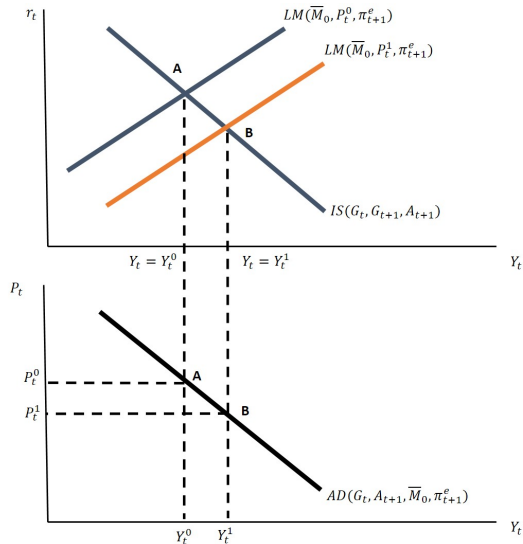 r_t
LM(M̅_0, P_t^0, π_{t+1}^e)
LM(M̅_0, P_t^1, π_{t+1}^e)
A
B
IS(G_t, G_{t+1}, A_{t+1})
Y_t = Y_t^0
Y_t = Y_t^1
Y_t
P_t
P_t^0
A
P_t^1
B
AD(G_t, A_{t+1}, M̅_0, π_{t+1}^e)
Y_t^0
Y_t^1
Y_t